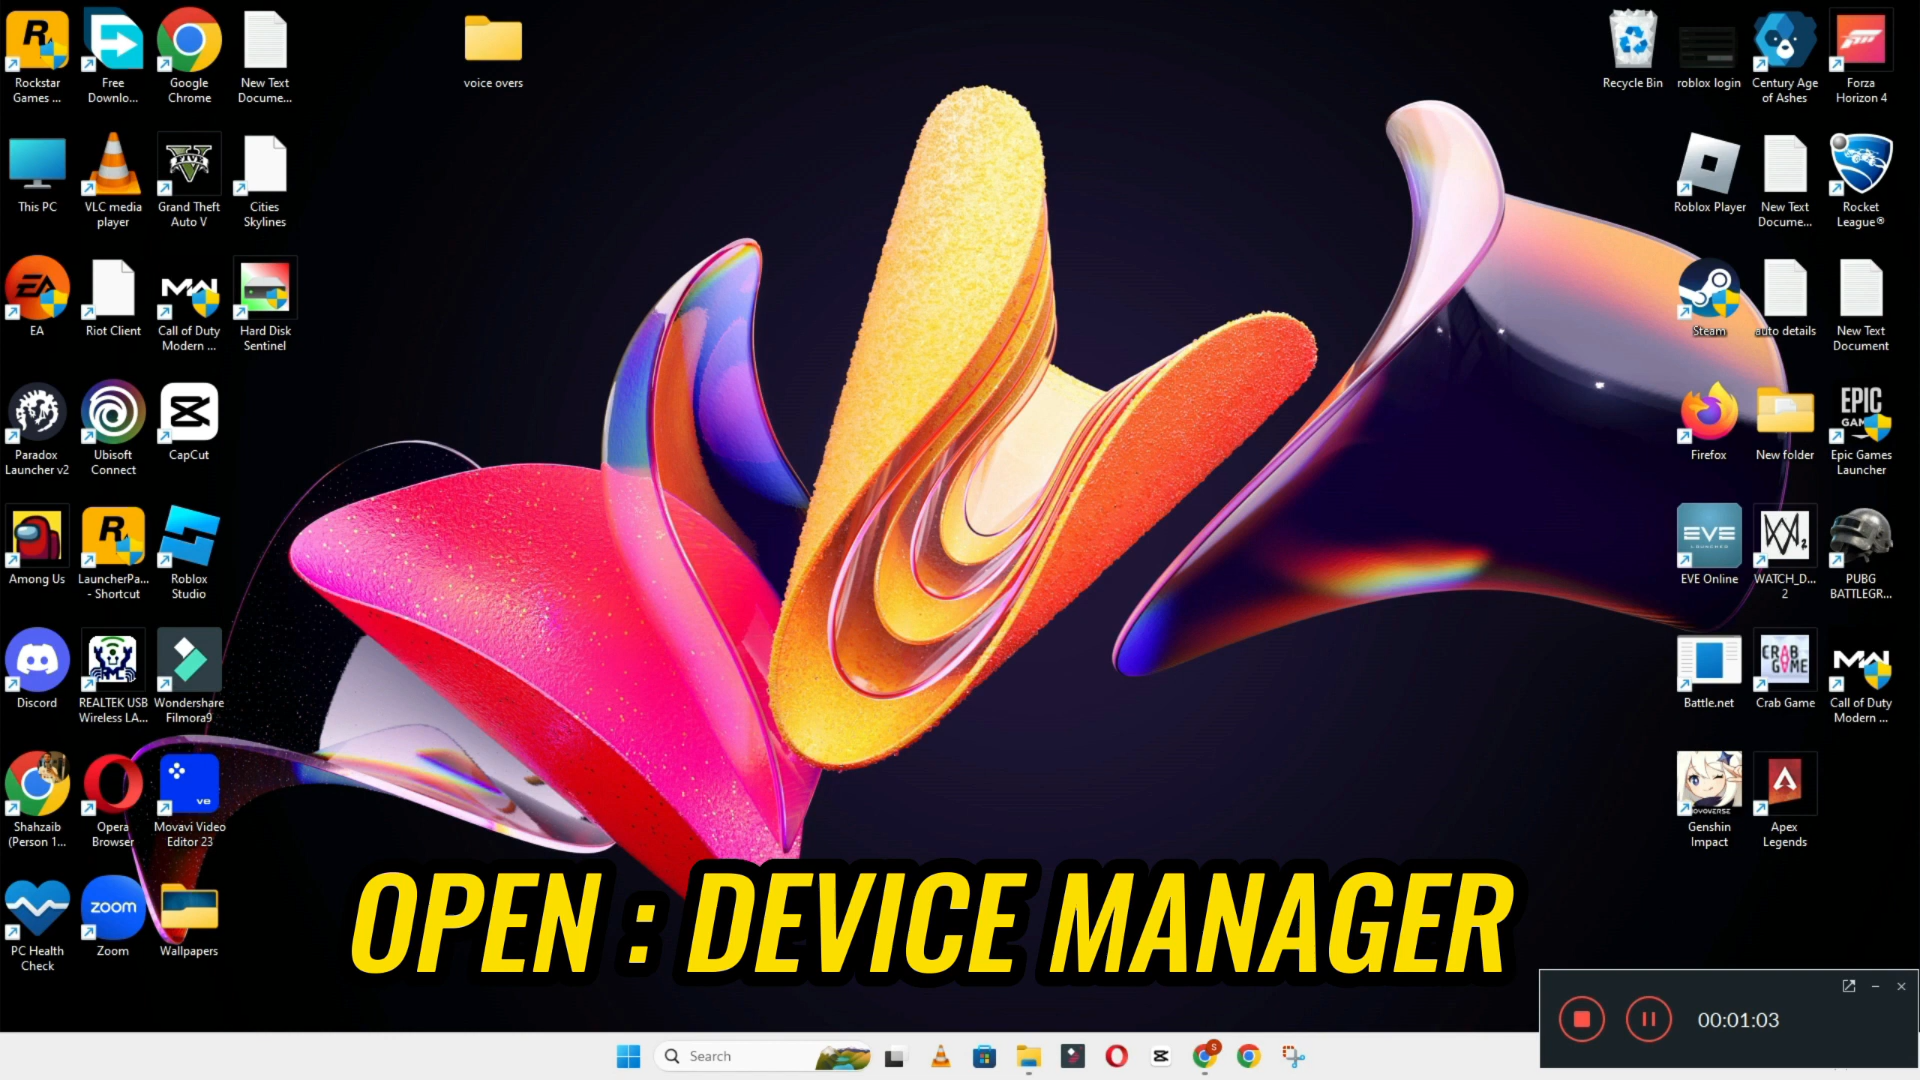 Rockstar
Games ...
Free
Downlo...
Google
Chrome
New Text
Docume...
voice overs
Recycle Bin
roblox login
Century Age
of Ashes
Forza
Horizon 4
This PC
VLC media
player
Grand Theft
Auto V
Cities
Skylines
Roblox Player
New Text
Docume...
Rocket
League®
EA
Riot Client
Call of Duty
Modern ...
Hard Disk
Sentinel
Steam
auto details
New Text
Document
Paradox
Launcher v2
Ubisoft
Connect
CapCut
Firefox
New folder
Epic Games
Launcher
Among Us
LauncherPa...
- Shortcut
Roblox
Studio
EVE Online
WATCH_D...
2
PUBG
BATTLEGR...
Discord
REALTEK USB
Wireless LA...
Wondershare
Filmora9
Battle.net
Crab Game
Call of Duty
Modern ...
Shahzaib
(Person 1...
Opera
Browser
Movavi Video
Editor 23
Genshin
Impact
Apex
Legends
PC Health
Check
zoom
Zoom
Wallpapers
OPEN : DEVICE MANAGER
00:01:03
Search